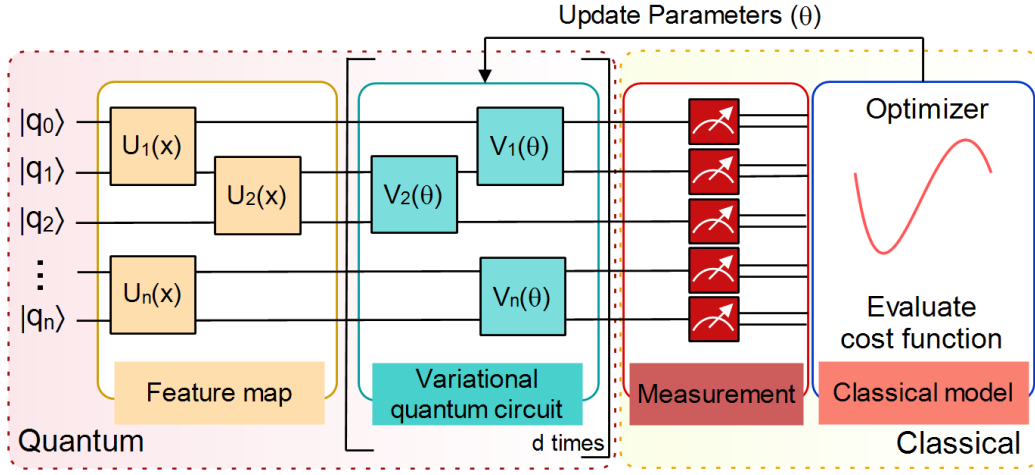 Update Parameters (θ)
|q₀⟩
|q₁⟩
|q₂⟩
⋮
|qₙ⟩
U₁(x)
U₂(x)
Uₙ(x)
V₁(θ)
V₂(θ)
Vₙ(θ)
Optimizer
Evaluate
cost function
Feature map
Variational
quantum circuit
Measurement
Classical model
Quantum
d times
Classical